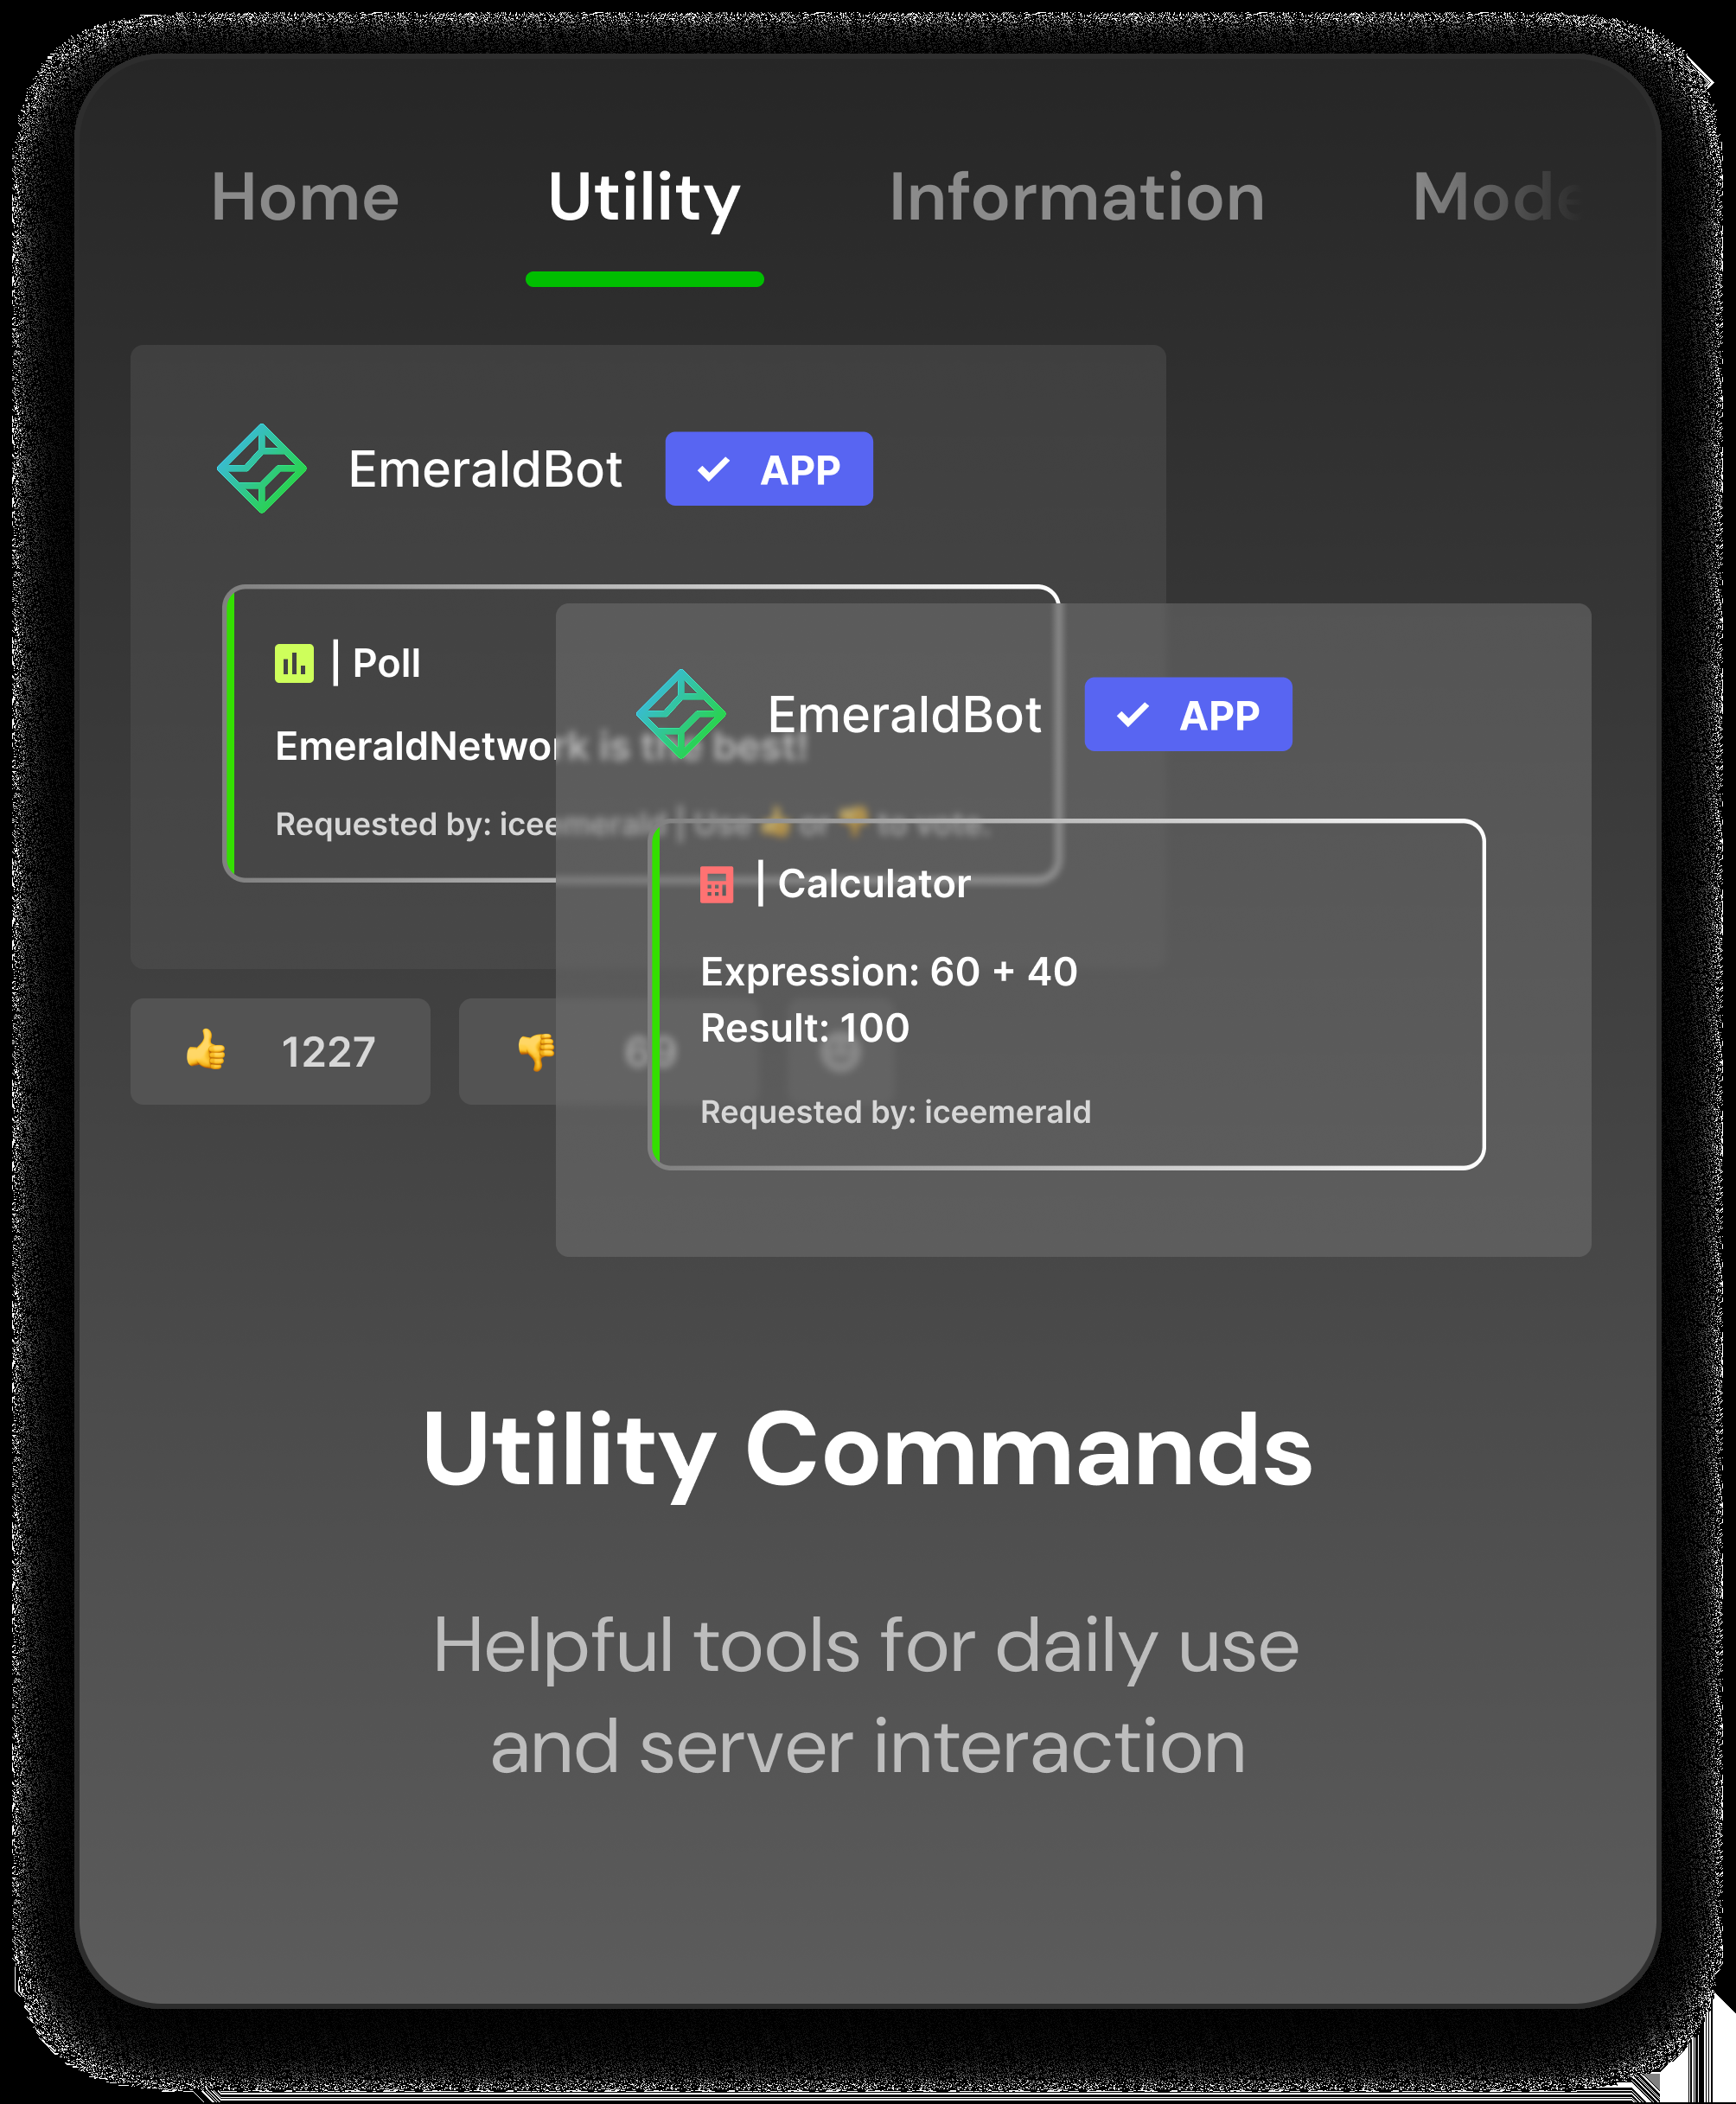 Home Utility Information Mode
EmeraldBot APP
| Poll
EmeraldNetwork is the best!
Requested by: iceemerald | Use 👍 or 👎 to vote.
👍 1227 👎 69
EmeraldBot APP
| Calculator
Expression: 60 + 40
Result: 100
Requested by: iceemerald
Utility Commands
Helpful tools for daily use
and server interaction